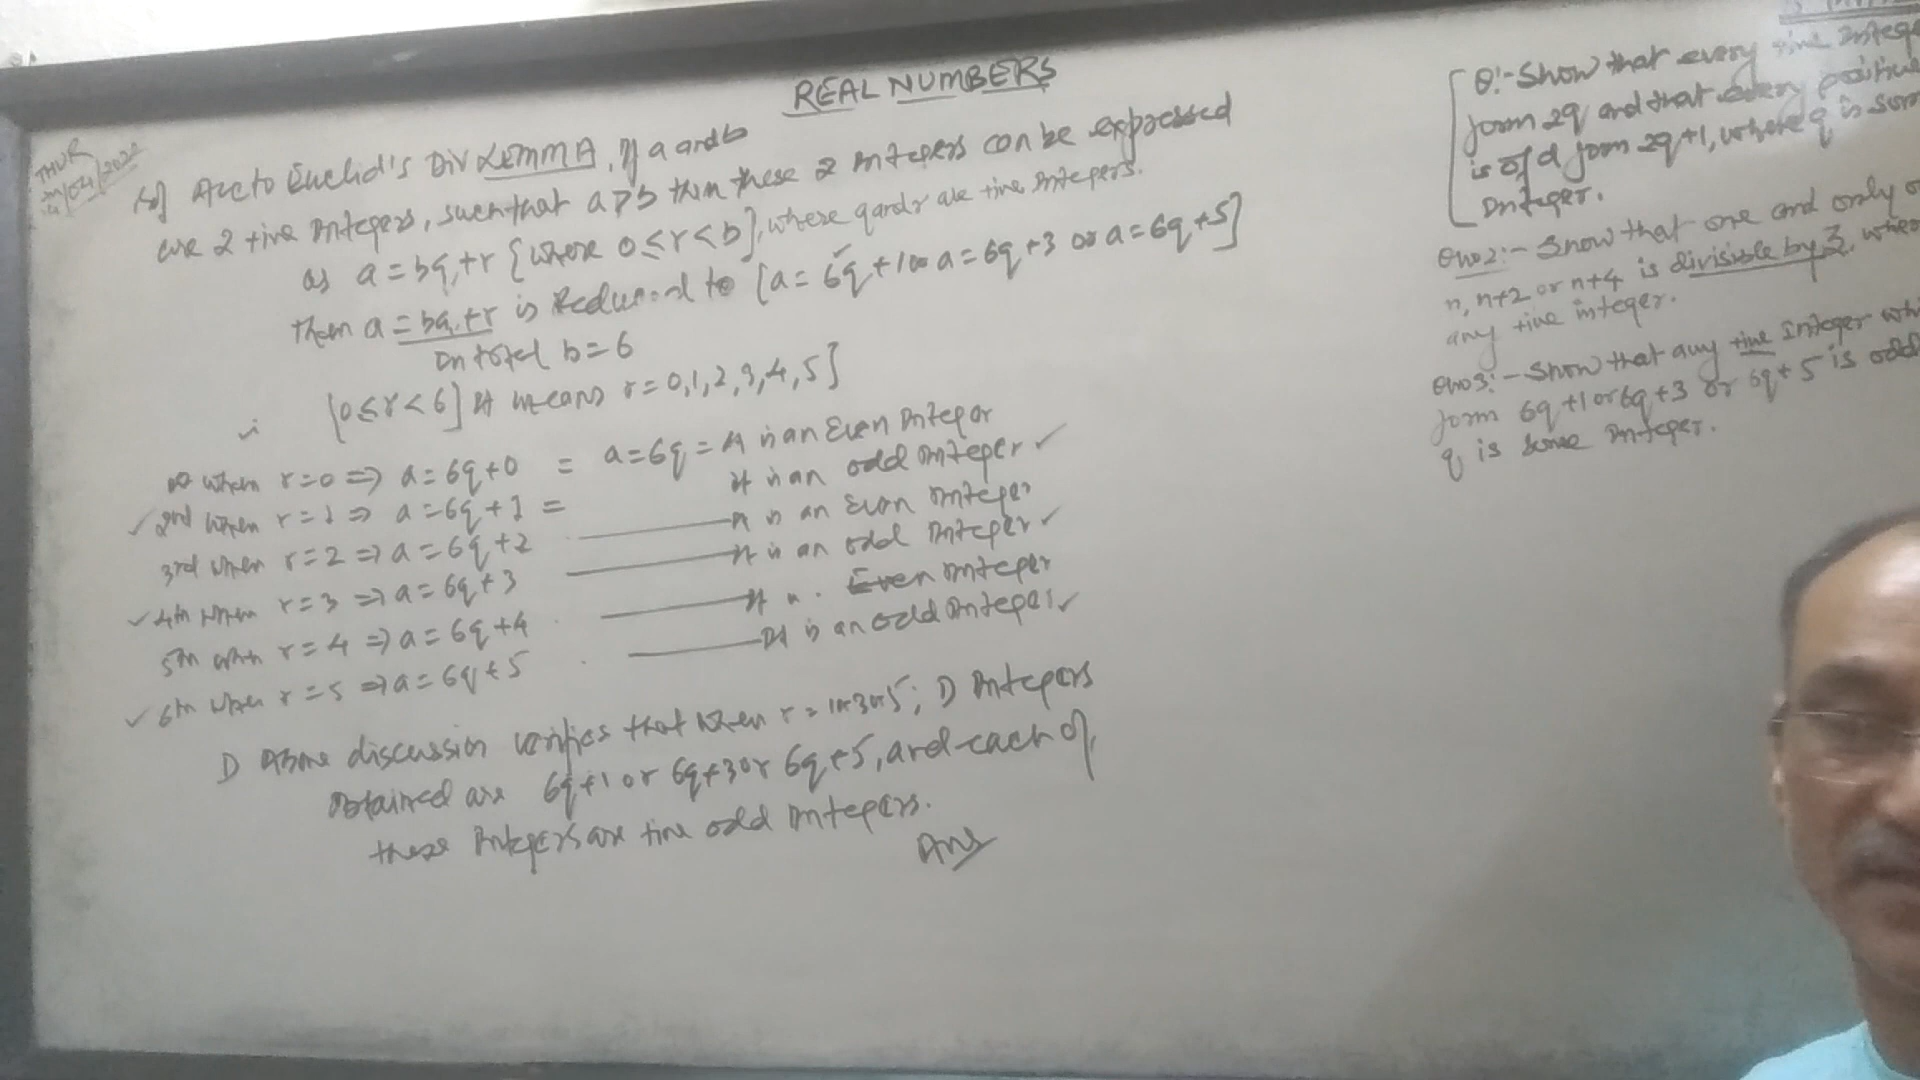 REAL NUMBERS
THUR
Sol Acc to Euclid's Div LEMMA, If a and b
are 2 +ive Integers, such that a > b then these 2 integers can be expressed
as a = bq + r {where 0 ≤ r < b}, where q and r are +ive Integers.
Then a = bq + r is Reduced to [a = 6q + 1 or a = 6q + 3 or a = 6q + 5]
b = 6
[0 ≤ r < 6] It means r = 0, 1, 2, 3, 4, 5]
when r = 0 ⇒ a = 6q + 0 = a = 6q = It is an Even Integer
✓ 2nd when r = 1 ⇒ a = 6q + 1 = it is an odd Integer ✓
3rd when r = 2 ⇒ a = 6q + 2 It is an Even Integer
✓ 4th when r = 3 ⇒ a = 6q + 3 It is an odd Integer ✓
5th when r = 4 ⇒ a = 6q + 4 It Even Integer
✓ 6th when r = 5 ⇒ a = 6q + 5 It is an odd Integer ✓
D Above discussion verifies that when r = 1 or 3 or 5; D Integers
obtained are 6q + 1 or 6q + 3 or 6q + 5, and each of
these Integers are +ive odd Integers.
Ans
Q:- Show that every +ive Intege
form 2q and that every positive
is of d form 2q+1, where q is som
Integer.
Q no 2:- Show that one and only o
n, n+2 or n+4 is divisible by 3, wher
any +ive integer.
Q no 3:- Show that any +ive Integer whi
form 6q+1 or 6q+3 or 6q+5 is odd
q is some Integer.